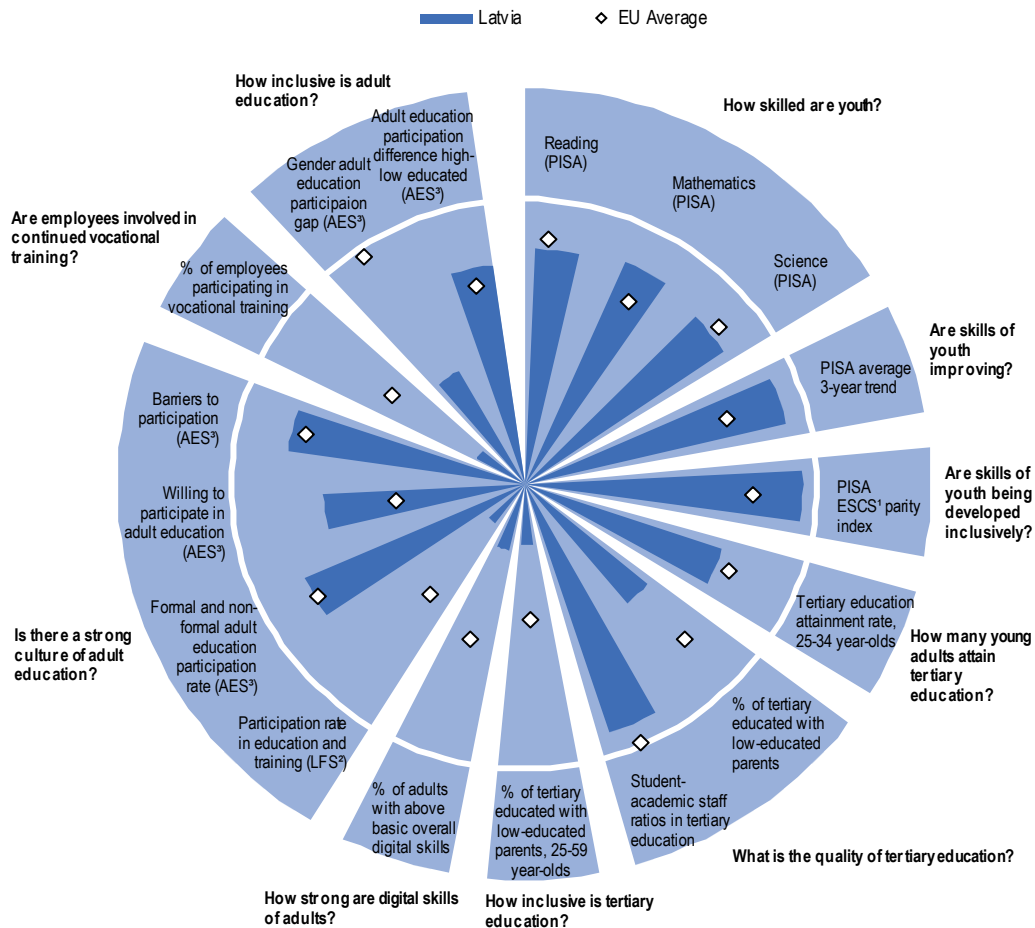 Latvia
EU Average
How inclusive is adult
education?
Adult education
participation
difference high-
low educated
(AES³)
Gender adult
education
participaion
gap (AES³)
How skilled are youth?
Reading
(PISA)
Mathematics
(PISA)
Science
(PISA)
Are employees involved in
continued vocational
training?
% of employees
participating in
vocational training
Are skills of
youth
improving?
PISA average
3-year trend
Barriers to
participation
(AES³)
Willing to
participate in
adult education
(AES³)
Formal and non-
formal adult
education
participation
rate (AES³)
Participation rate
in education and
training (LFS²)
Is there a strong
culture of adult
education?
PISA
ESCS¹ parity
index
Are skills of
youth being
developed
inclusively?
Tertiary education
attainment rate,
25-34 year-olds
How many young
adults attain
tertiary
education?
% of tertiary
educated with
low-educated
parents
Student-
academic staff
ratios in tertiary
education
What is the quality of tertiary education?
% of adults
with above
basic overall
digital skills
How strong are digital skills
of adults?
% of tertiary
educated with
low-educated
parents, 25-59
year-olds
How inclusive is tertiary
education?